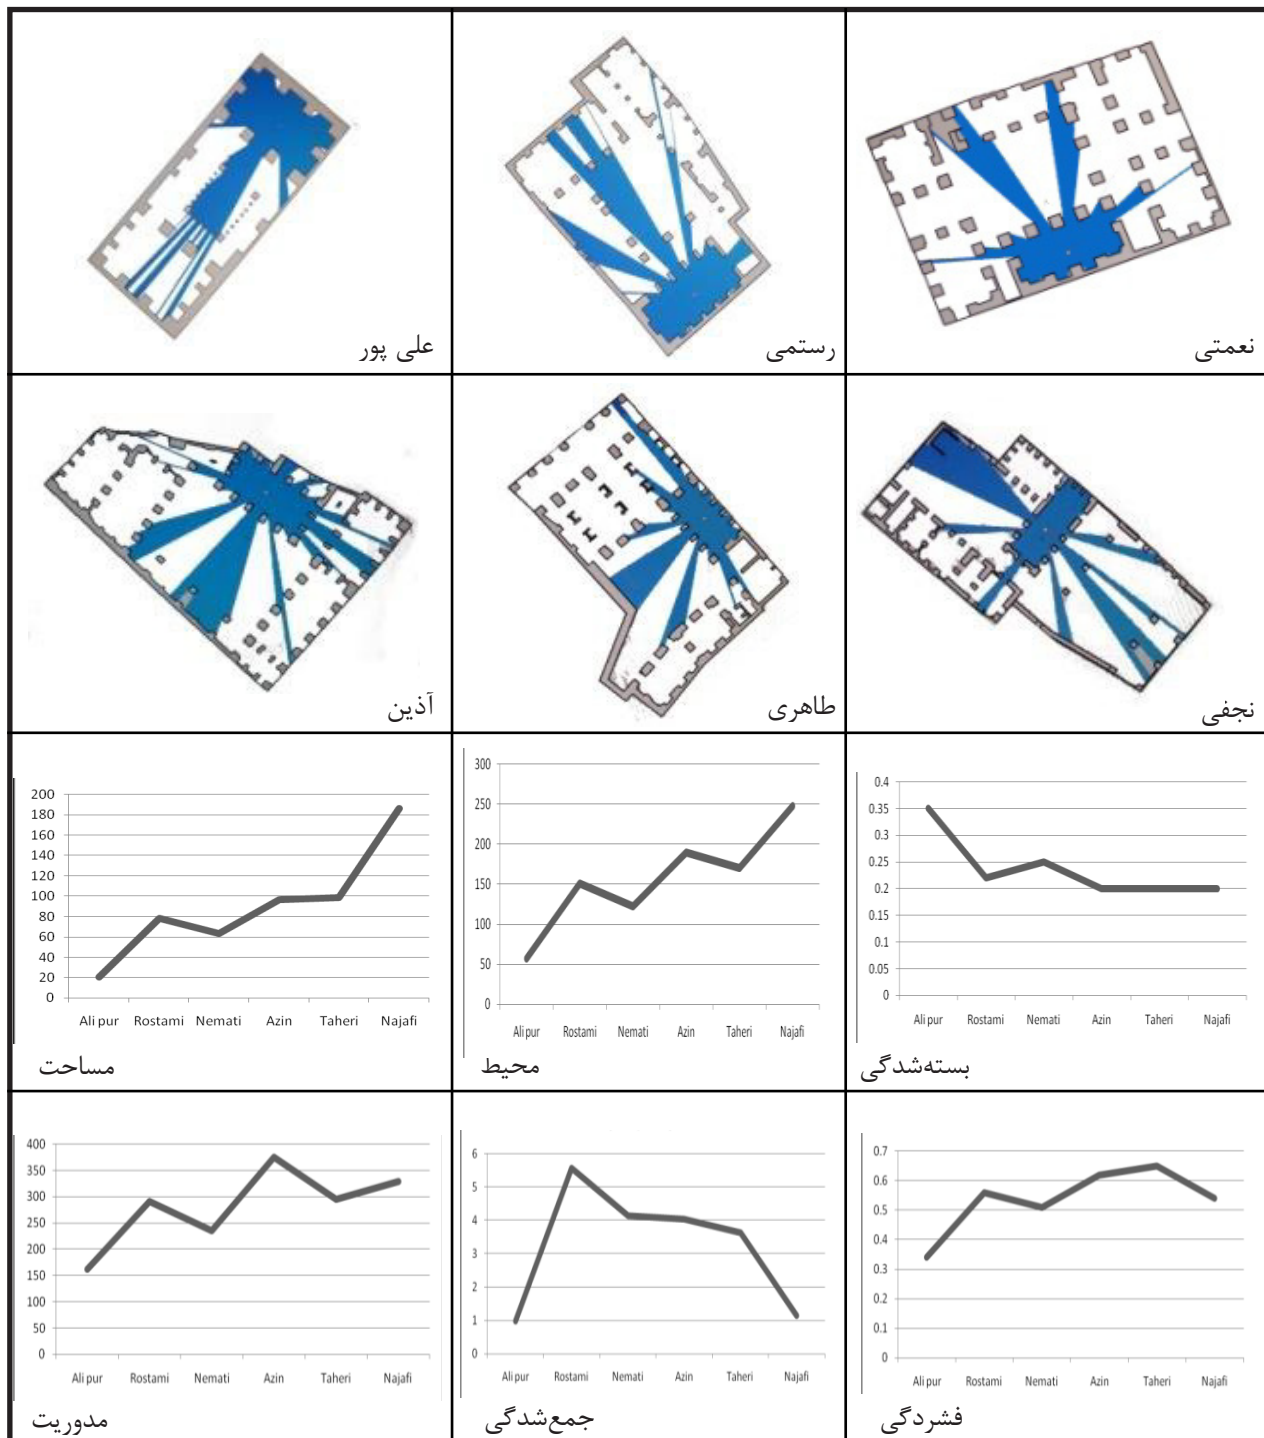 نعمتی
رستمی
علی پور
نجفی
طاهری
آذین
200
180
160
140
120
100
80
60
40
20
0
Ali pur Rostami Nemati Azin Taheri Najafi
مساحت
300
250
200
150
100
50
0
Ali pur Rostami Nemati Azin Taheri Najafi
محیط
0.4
0.35
0.3
0.25
0.2
0.15
0.1
0.05
0
Ali pur Rostami Nemati Azin Taheri Najafi
بسته‌شدگی
400
350
300
250
200
150
100
50
0
Ali pur Rostami Nemati Azin Taheri Najafi
مدوریت
6
5
4
3
2
1
0
Ali pur Rostami Nemati Azin Taheri Najafi
جمع‌شدگی
0.7
0.6
0.5
0.4
0.3
0.2
0.1
0
Ali pur Rostami Nemati Azin Taheri Najafi
فشردگی